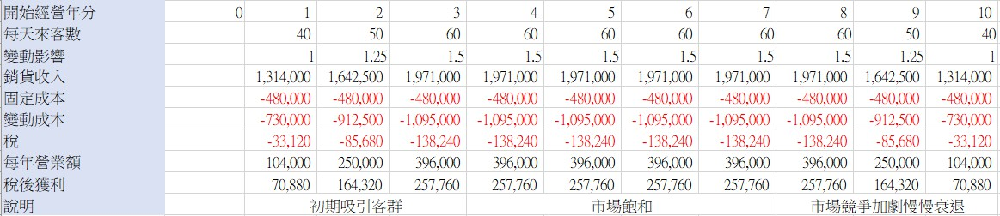 開始經營年分 0 1 2 3 4 5 6 7 8 9 10
每天來客數 40 50 60 60 60 60 60 60 50 40
變動影響 1 1.25 1.5 1.5 1.5 1.5 1.5 1.5 1.25 1
銷貨收入 1,314,000 1,642,500 1,971,000 1,971,000 1,971,000 1,971,000 1,971,000 1,971,000 1,642,500 1,314,000
固定成本 -480,000 -480,000 -480,000 -480,000 -480,000 -480,000 -480,000 -480,000 -480,000 -480,000
變動成本 -730,000 -912,500 -1,095,000 -1,095,000 -1,095,000 -1,095,000 -1,095,000 -1,095,000 -912,500 -730,000
稅 -33,120 -85,680 -138,240 -138,240 -138,240 -138,240 -138,240 -138,240 -85,680 -33,120
每年營業額 104,000 250,000 396,000 396,000 396,000 396,000 396,000 396,000 250,000 104,000
稅後獲利 70,880 164,320 257,760 257,760 257,760 257,760 257,760 257,760 164,320 70,880
說明 初期吸引客群 市場飽和 市場競爭加劇慢慢衰退